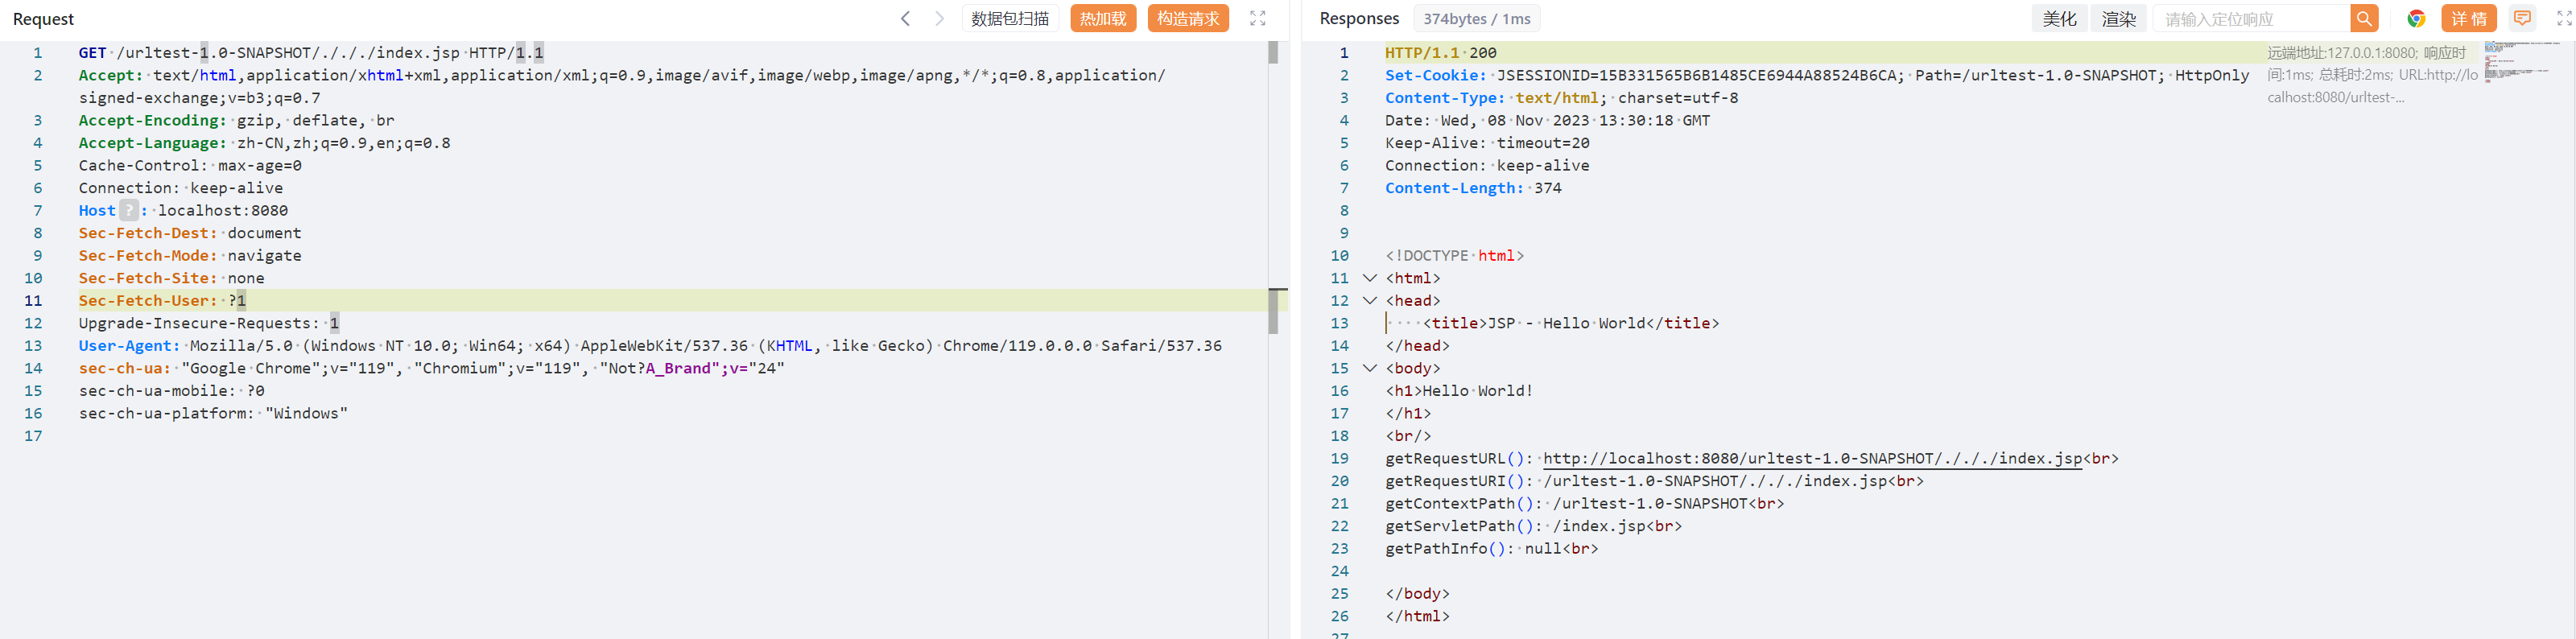 Request
数据包扫描
热加载
构造请求
1 GET /urltest-1.0-SNAPSHOT/./././index.jsp HTTP/1.1
2 Accept: text/html,application/xhtml+xml,application/xml;q=0.9,image/avif,image/webp,image/apng,*/*;q=0.8,application/
signed-exchange;v=b3;q=0.7
3 Accept-Encoding: gzip, deflate, br
4 Accept-Language: zh-CN,zh;q=0.9,en;q=0.8
5 Cache-Control: max-age=0
6 Connection: keep-alive
7 Host ? : localhost:8080
8 Sec-Fetch-Dest: document
9 Sec-Fetch-Mode: navigate
10 Sec-Fetch-Site: none
11 Sec-Fetch-User: ?1
12 Upgrade-Insecure-Requests: 1
13 User-Agent: Mozilla/5.0 (Windows NT 10.0; Win64; x64) AppleWebKit/537.36 (KHTML, like Gecko) Chrome/119.0.0.0 Safari/537.36
14 sec-ch-ua: "Google Chrome";v="119", "Chromium";v="119", "Not?A_Brand";v="24"
15 sec-ch-ua-mobile: ?0
16 sec-ch-ua-platform: "Windows"
17
Responses
374bytes / 1ms
美化
渲染
请输入定位响应
详 情
1 HTTP/1.1 200
2 Set-Cookie: JSESSIONID=15B331565B6B1485CE6944A88524B6CA; Path=/urltest-1.0-SNAPSHOT; HttpOnly
3 Content-Type: text/html; charset=utf-8
4 Date: Wed, 08 Nov 2023 13:30:18 GMT
5 Keep-Alive: timeout=20
6 Connection: keep-alive
7 Content-Length: 374
8
9
10 <!DOCTYPE html>
11 <html>
12 <head>
13     <title>JSP - Hello World</title>
14 </head>
15 <body>
16 <h1>Hello World!
17 </h1>
18 <br/>
19 getRequestURL(): http://localhost:8080/urltest-1.0-SNAPSHOT/./././index.jsp<br>
20 getRequestURI(): /urltest-1.0-SNAPSHOT/./././index.jsp<br>
21 getContextPath(): /urltest-1.0-SNAPSHOT<br>
22 getServletPath(): /index.jsp<br>
23 getPathInfo(): null<br>
24
25 </body>
26 </html>
27
远端地址:127.0.0.1:8080; 响应时
间:1ms; 总耗时:2ms; URL:http://lo
calhost:8080/urltest-...